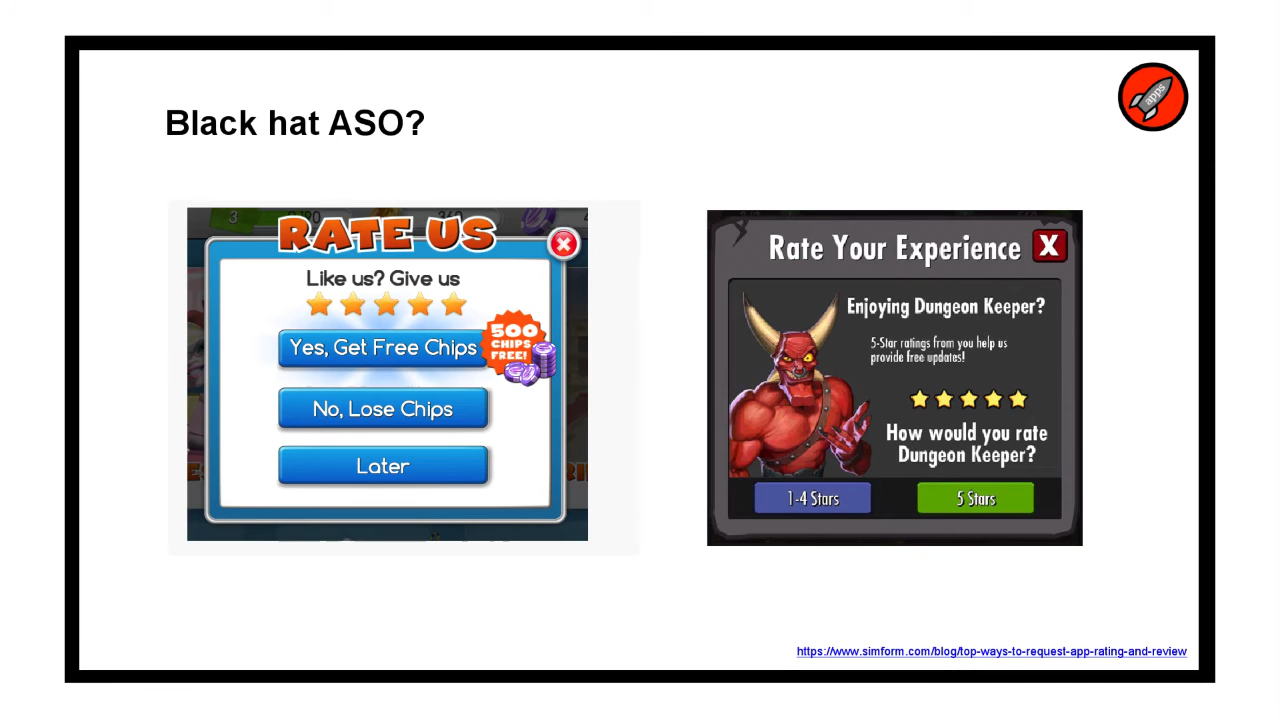 Black hat ASO?
apps
3
360
RATE US
Like us? Give us
Yes, Get Free Chips
500
CHIPS
FREE!
No, Lose Chips
Later
Rate Your Experience
X
Enjoying Dungeon Keeper?
5-Star ratings from you help us
provide free updates!
How would you rate
Dungeon Keeper?
1-4 Stars
5 Stars
https://www.simform.com/blog/top-ways-to-request-app-rating-and-review